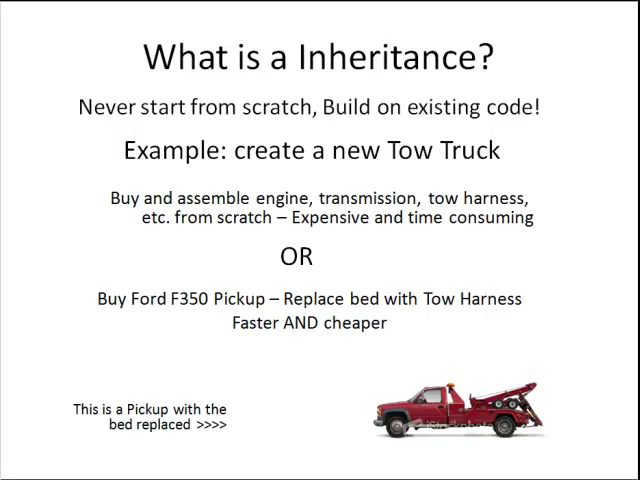 What is a Inheritance?
Never start from scratch, Build on existing code!
Example: create a new Tow Truck
Buy and assemble engine, transmission, tow harness,
etc. from scratch – Expensive and time consuming
OR
Buy Ford F350 Pickup – Replace bed with Tow Harness
Faster AND cheaper
This is a Pickup with the
bed replaced >>>>